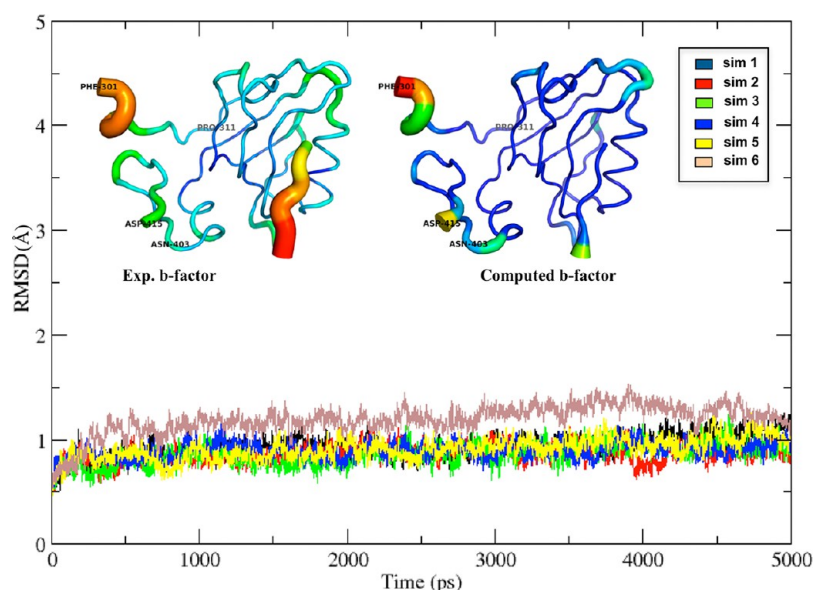 5
4
3
2
1
0
RMSD(Å)
PHE-301
PRO-311
ASP-415
ASN-403
Exp. b-factor
PHE-301
PRO-311
ASP-415
ASN-403
Computed b-factor
sim 1
sim 2
sim 3
sim 4
sim 5
sim 6
0
1000
2000
3000
4000
5000
Time (ps)